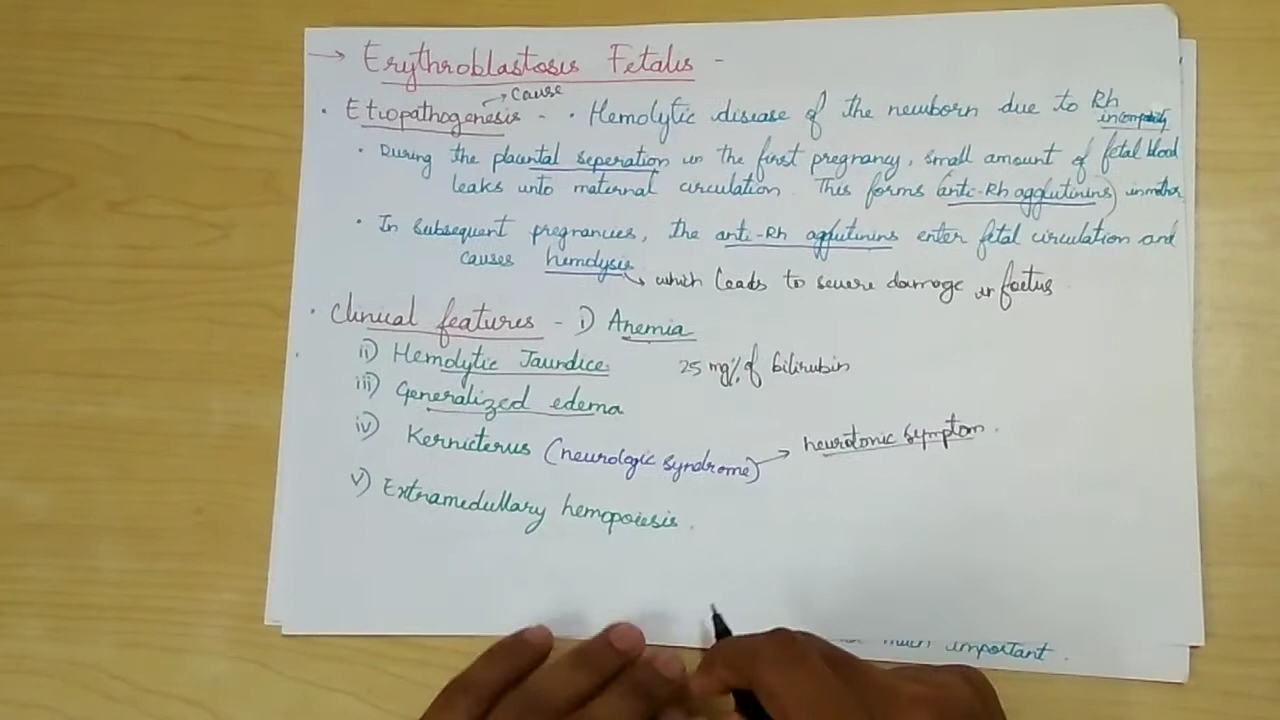 → Erythroblastosis Fetalis -
→ cause
• Etiopathogenesis - • Hemolytic disease of the newborn due to Rh
• During the placental seperation in the first pregnancy, small amount of fetal blood
leaks into maternal circulation. This forms (anti-Rh agglutinins) in mother
• In subsequent pregnancies, the anti-Rh agglutinins enter fetal circulation and
causes hemolysis → which leads to severe damage in foetus
• Clinical features - i) Anemia
ii) Hemolytic Jaundice 25 mg% of bilirubin
iii) Generalized edema
iv) Kernicterus (neurologic syndrome) → neurotonic symptom.
v) Extramedullary hemopoiesis.
much important.